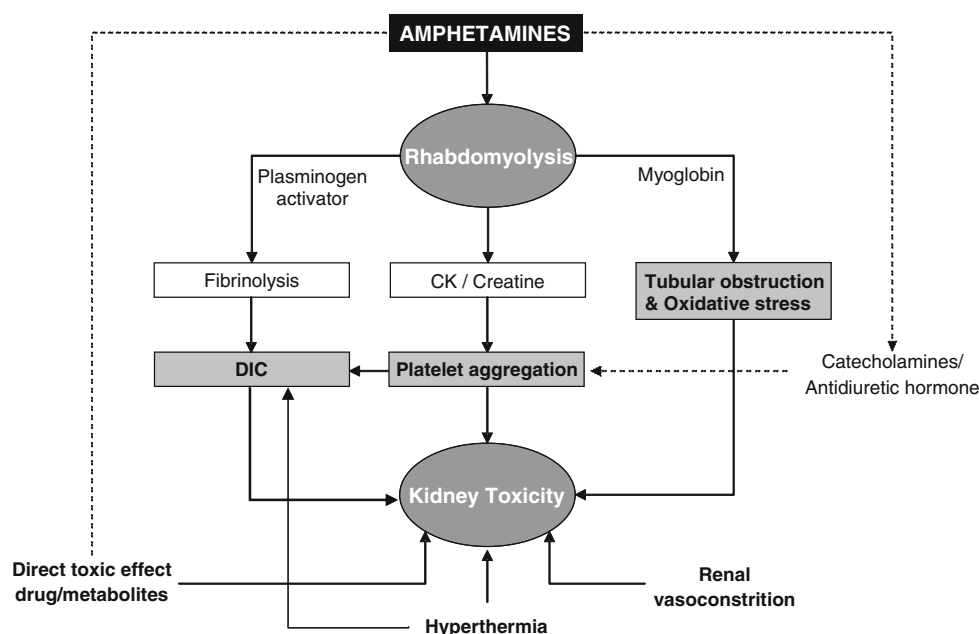 AMPHETAMINES
Rhabdomyolysis
Plasminogen
activator
Myoglobin
Fibrinolysis
CK / Creatine
Tubular obstruction
& Oxidative stress
DIC
Platelet aggregation
Catecholamines/
Antidiuretic hormone
Kidney Toxicity
Direct toxic effect
drug/metabolites
Renal
vasoconstrition
Hyperthermia